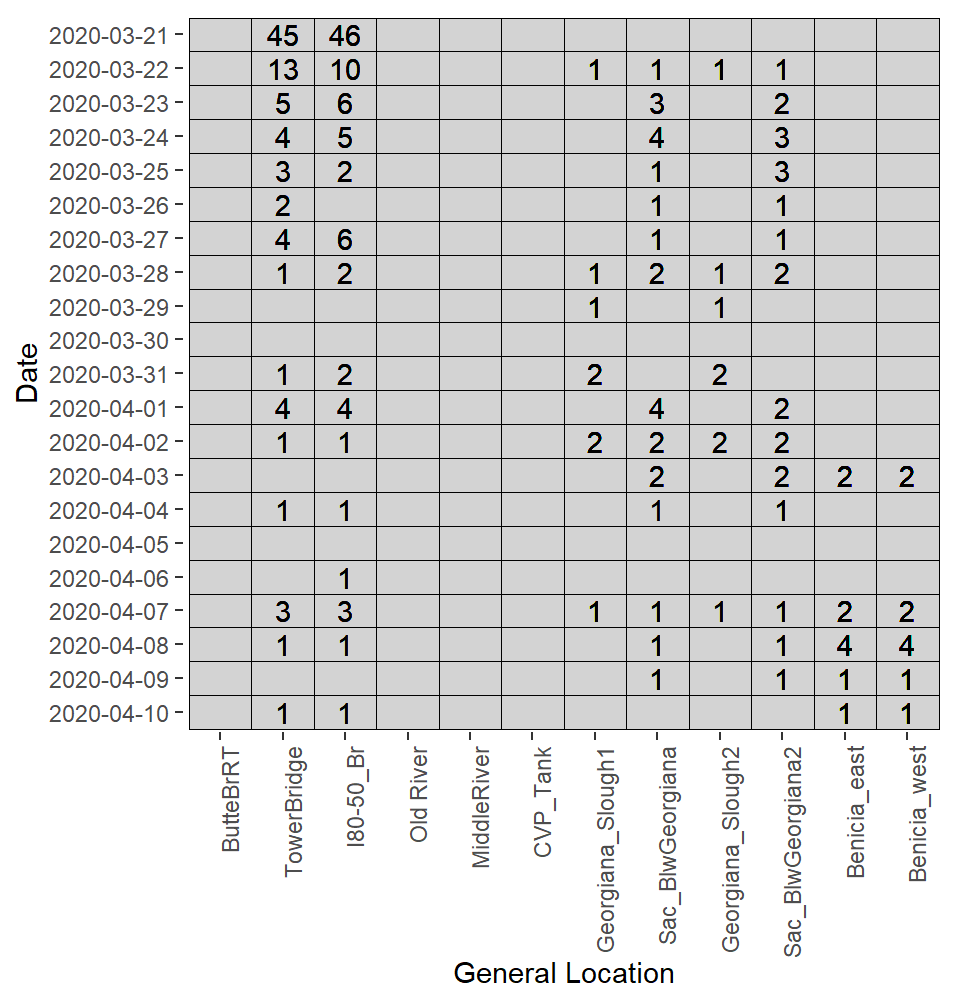 2020-03-21 45 46
2020-03-22 13 10 1 1 1 1
2020-03-23 5 6 3 2
2020-03-24 4 5 4 3
2020-03-25 3 2 1 3
2020-03-26 2 1 1
2020-03-27 4 6 1 1
2020-03-28 1 2 1 2 1 2
2020-03-29 1 1
2020-03-30
2020-03-31 1 2 2 2
2020-04-01 4 4 4 2
2020-04-02 1 1 2 2 2 2
2020-04-03 2 2 2 2
2020-04-04 1 1 1 1
2020-04-05
2020-04-06 1
2020-04-07 3 3 1 1 1 1 2 2
2020-04-08 1 1 1 1 4 4
2020-04-09 1 1 1 1
2020-04-10 1 1 1 1
Date
ButteBrRT
TowerBridge
I80-50_Br
Old River
MiddleRiver
CVP_Tank
Georgiana_Slough1
Sac_BlwGeorgiana
Georgiana_Slough2
Sac_BlwGeorgiana2
Benicia_east
Benicia_west
General Location